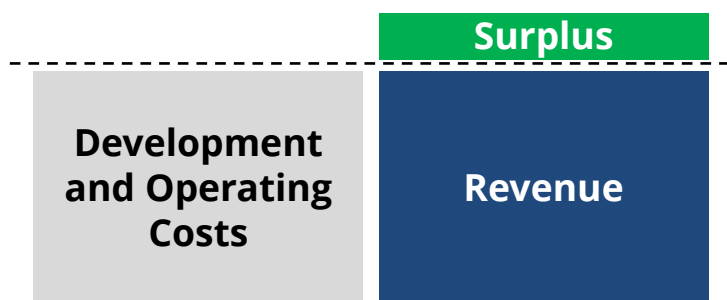 Surplus
Development
and Operating
Costs
Revenue